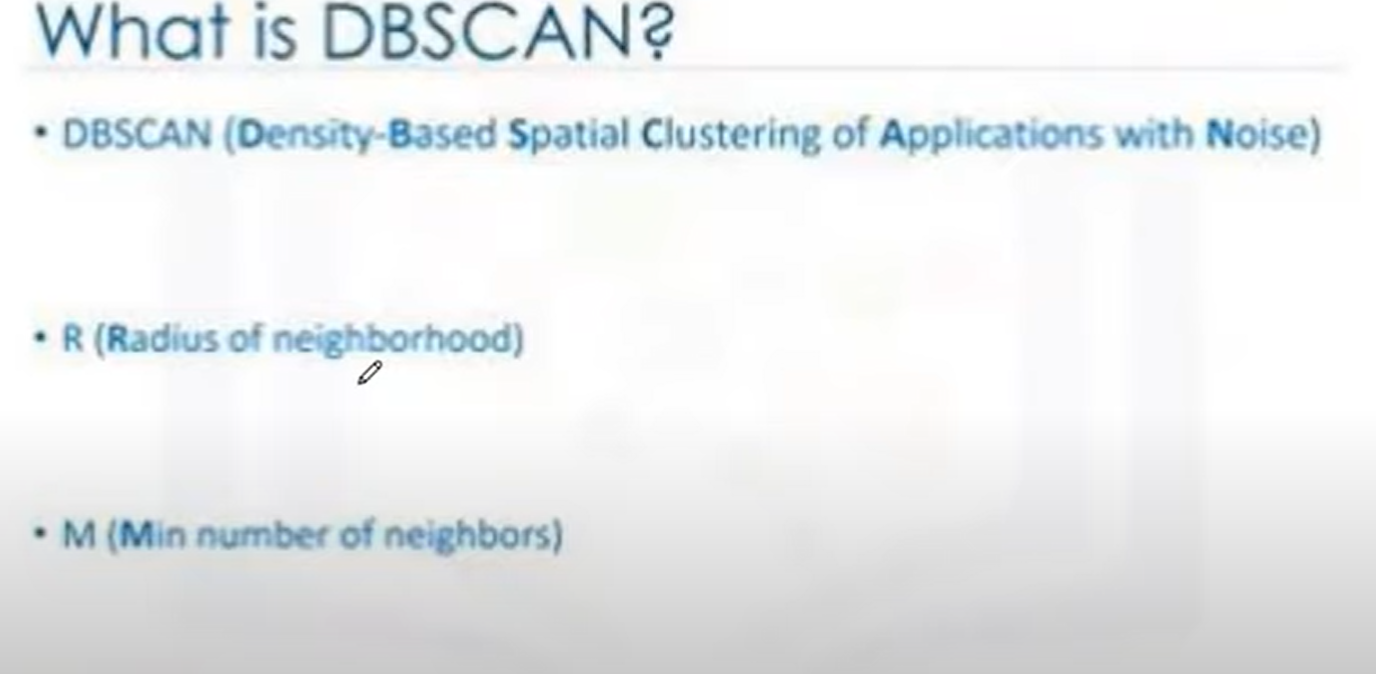 What is DBSCAN?
• DBSCAN (Density-Based Spatial Clustering of Applications with Noise)
• R (Radius of neighborhood)
• M (Min number of neighbors)